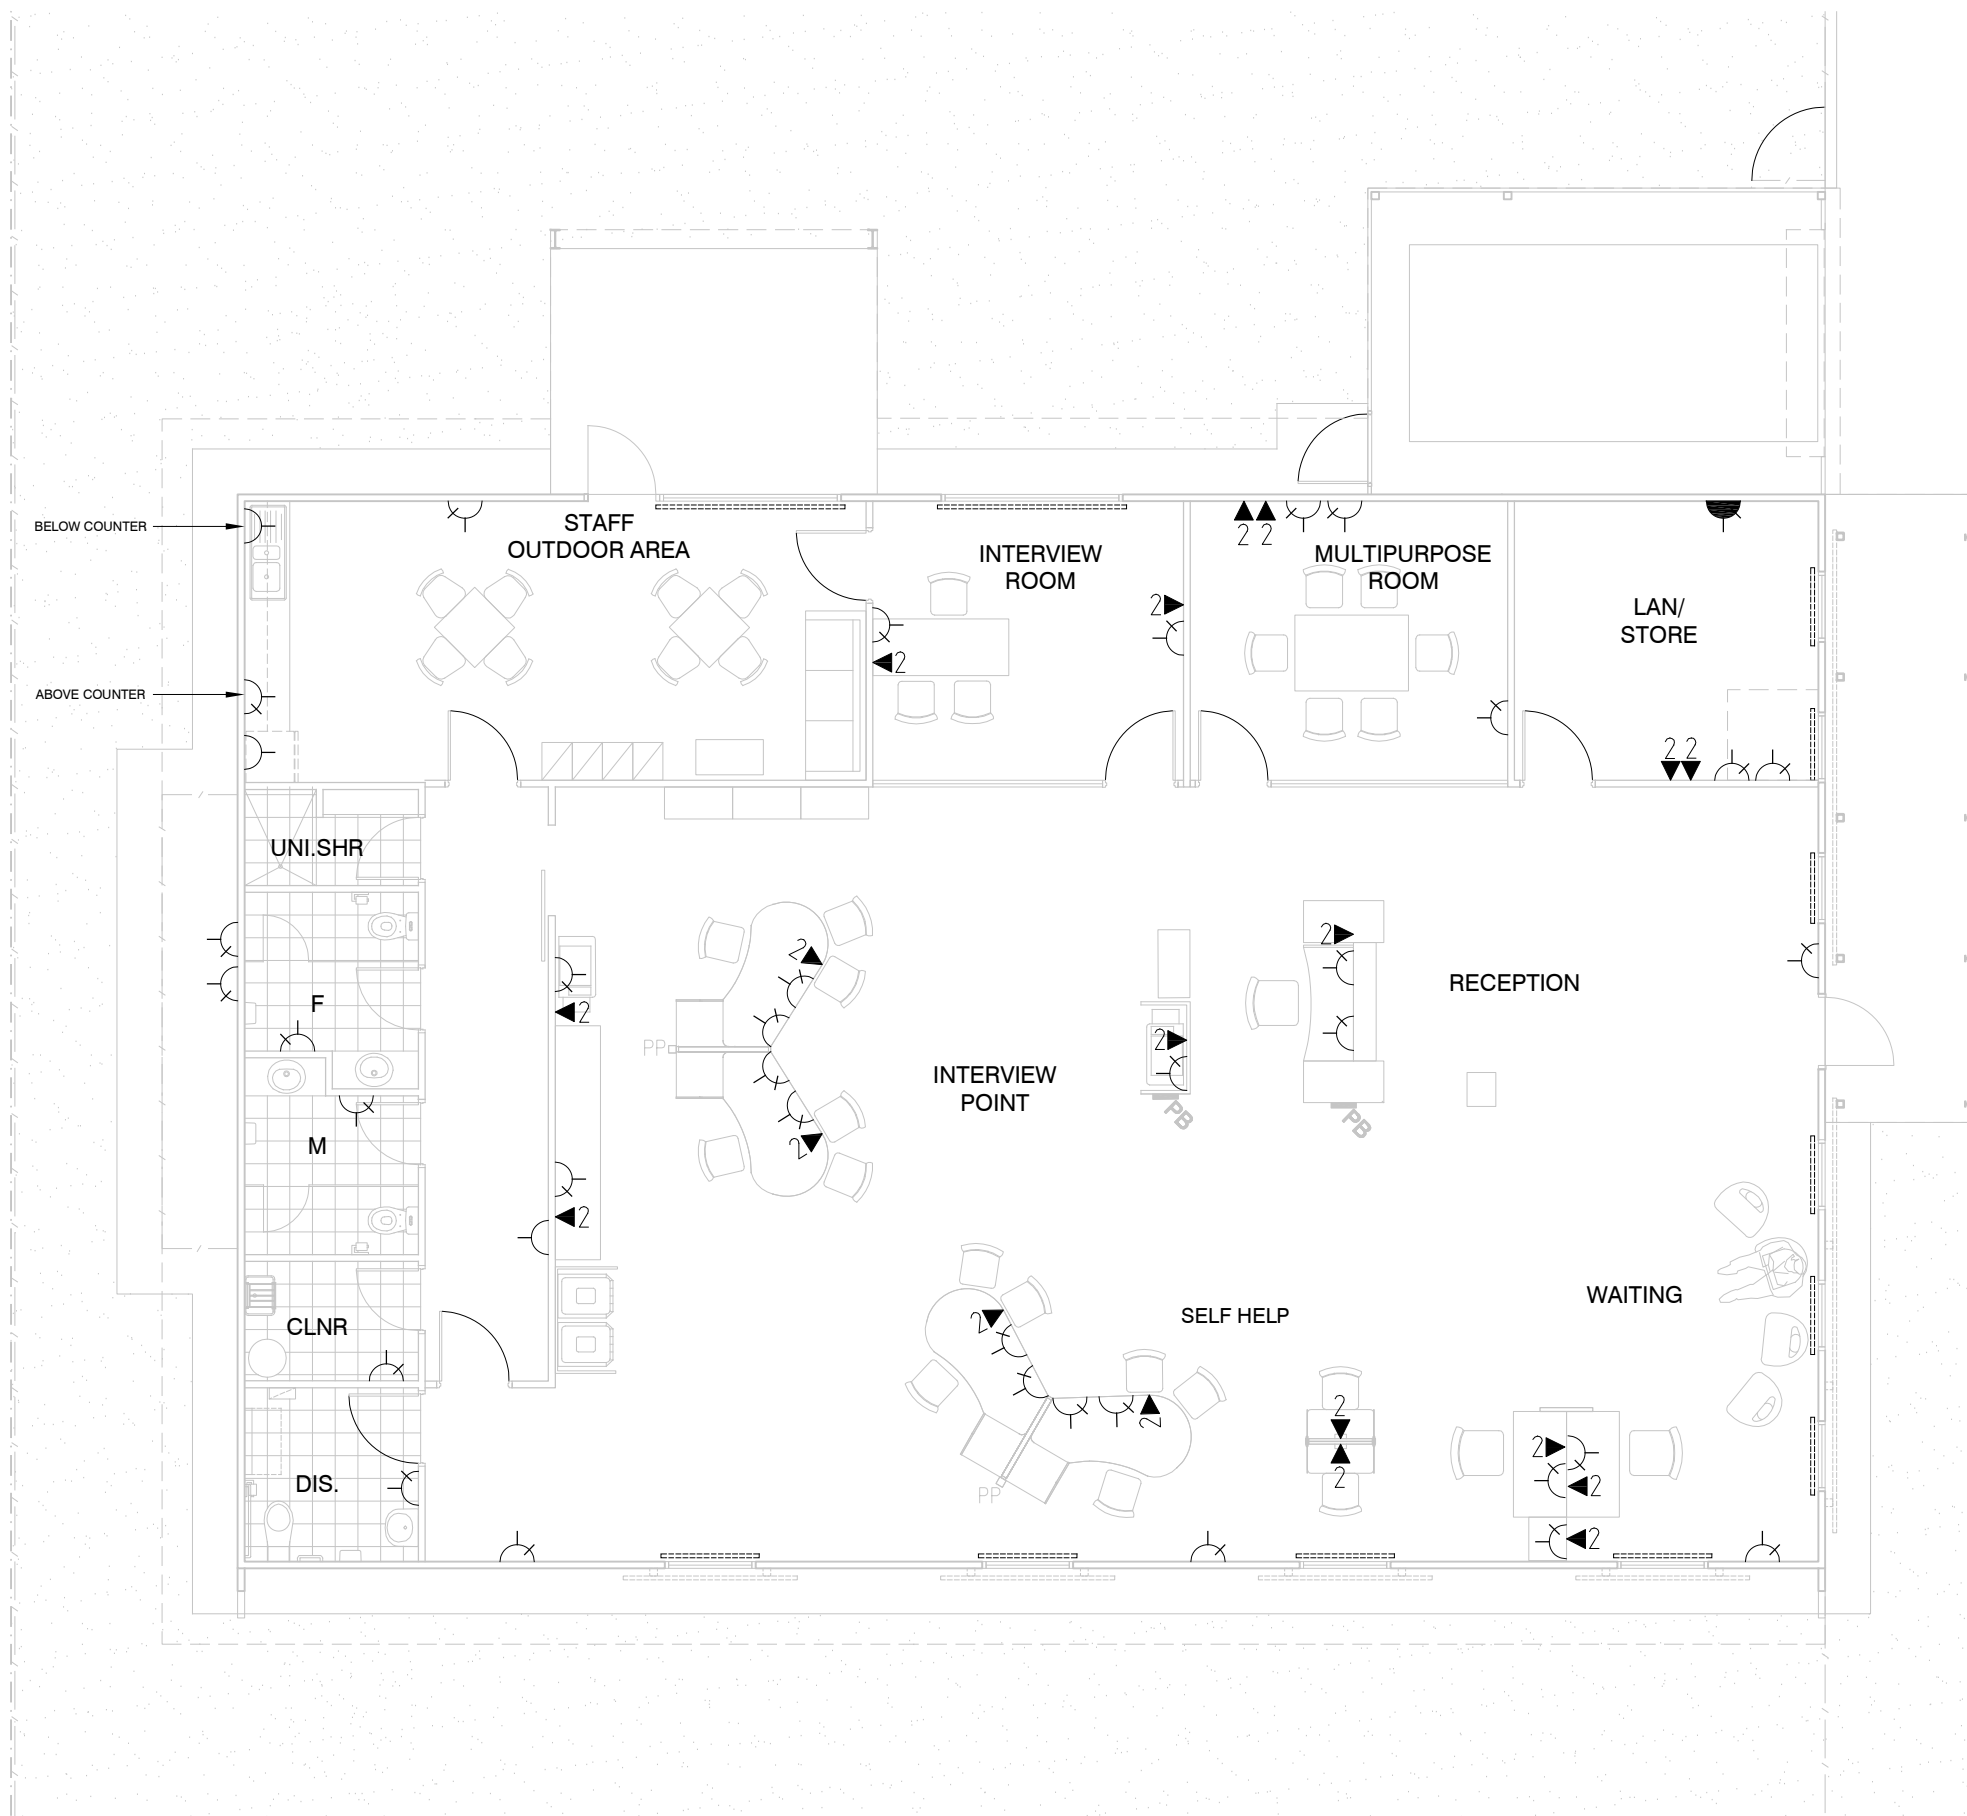 BELOW COUNTER
STAFF
OUTDOOR AREA
INTERVIEW
ROOM
2
2
MULTIPURPOSE
ROOM
LAN/
STORE
2
2
ABOVE COUNTER
2
2
UNI.SHR
2
2
RECEPTION
F
2
PP
2
INTERVIEW
POINT
PB
PB
M
2
2
WAITING
SELF HELP
CLNR
2
2
2
2
2
DIS.
2
PP
2